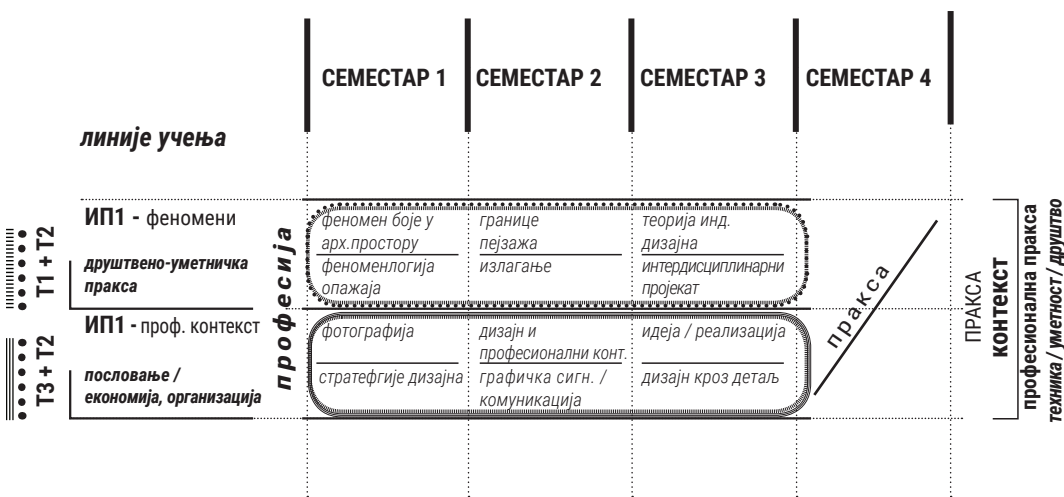 СЕМЕСТАР 1
СЕМЕСТАР 2
СЕМЕСТАР 3
СЕМЕСТАР 4
линије учења
Т1 + Т2
ИП1 - феномени
друштвено-уметничка
пракса
Т3 + Т2
ИП1 - проф. контекст
пословање /
економија, организација
професија
феномен боје у
арх.простору
феноменлогија
опажаја
границе
пејзажа
излагање
теорија инд.
дизајна
интердисциплинарни
пројекат
фотографија
стратефгије дизајна
дизајн и
професионални конт.
графичка сигн. /
комуникација
идеја / реализација
дизајн кроз детаљ
пракса
ПРАКСА
контекст
професионална пракса
техника / уметност / друштво